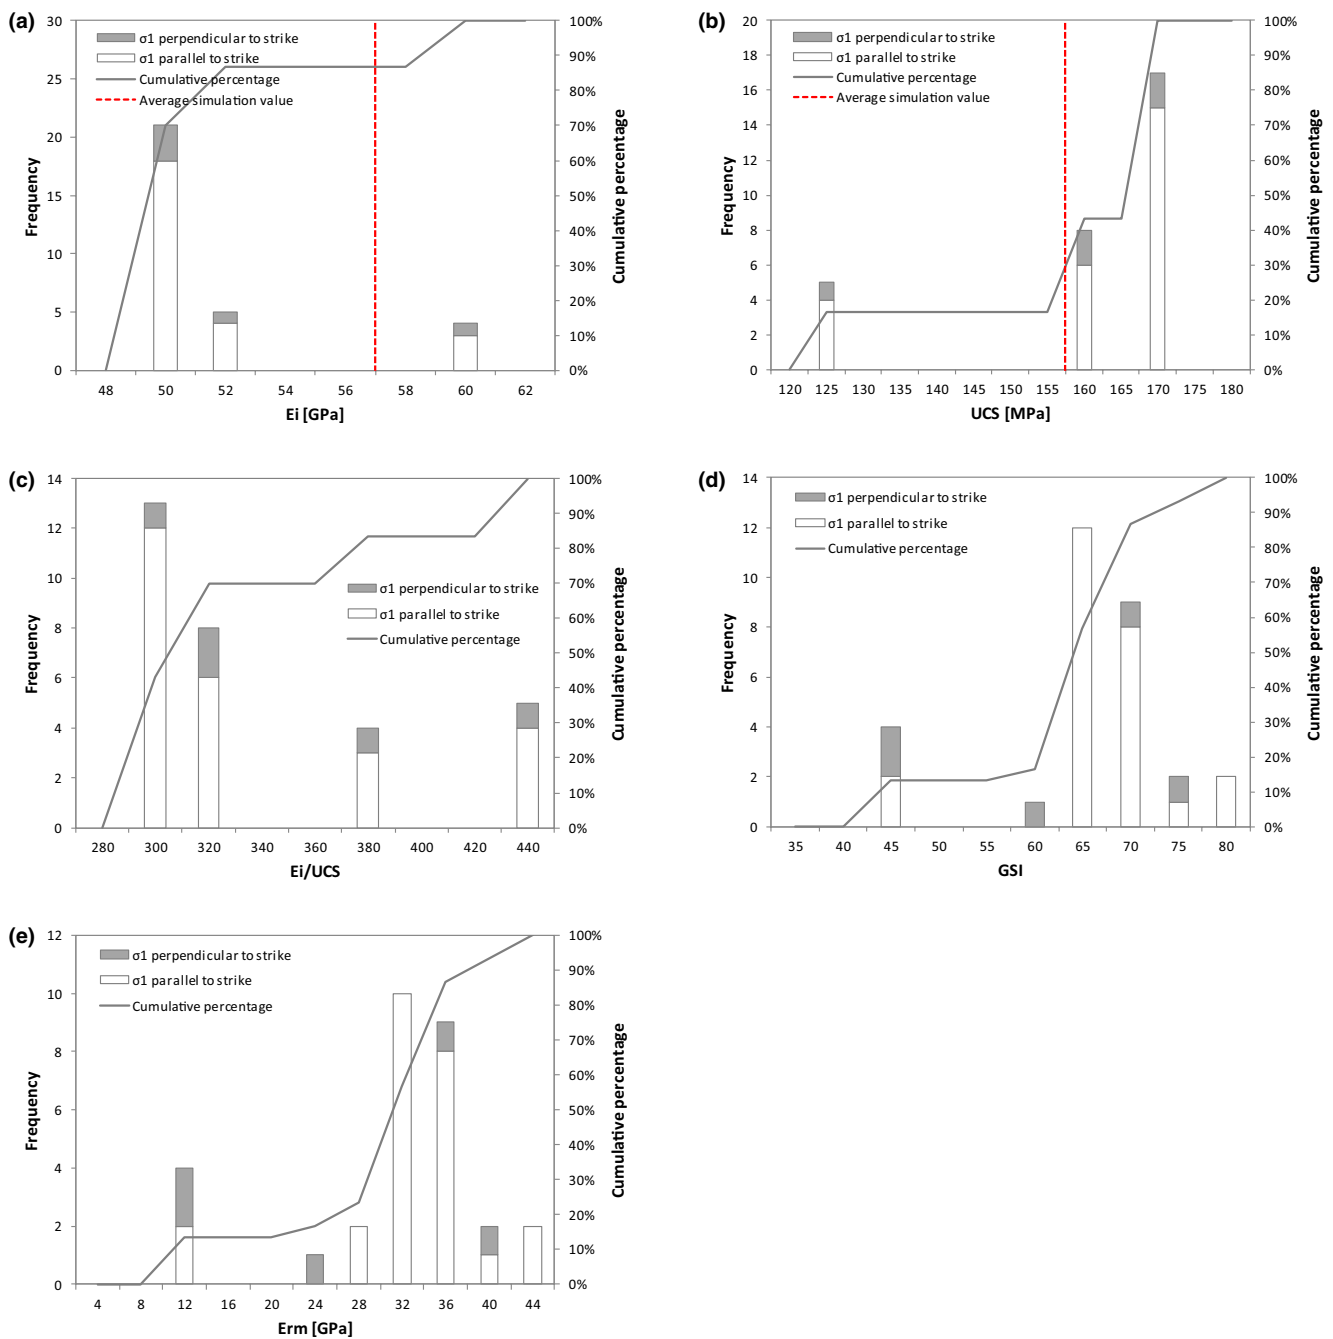 (a)
30
25
20
15
10
5
0
Frequency
σ1 perpendicular to strike
σ1 parallel to strike
Cumulative percentage
Average simulation value
100%
90%
80%
70%
60%
50%
40%
30%
20%
10%
0%
Cumulative percentage
48 50 52 54 56 58 60 62
Ei [GPa]
(b)
20
18
16
14
12
10
8
6
4
2
0
Frequency
σ1 perpendicular to strike
σ1 parallel to strike
Cumulative percentage
Average simulation value
100%
90%
80%
70%
60%
50%
40%
30%
20%
10%
0%
Cumulative percentage
120 125 130 135 140 145 150 155 160 165 170 175 180
UCS [MPa]
(c)
14
12
10
8
6
4
2
0
Frequency
σ1 perpendicular to strike
σ1 parallel to strike
Cumulative percentage
100%
90%
80%
70%
60%
50%
40%
30%
20%
10%
0%
Cumulative percentage
280 300 320 340 360 380 400 420 440
Ei/UCS
(d)
14
12
10
8
6
4
2
0
Frequency
σ1 perpendicular to strike
σ1 parallel to strike
Cumulative percentage
100%
90%
80%
70%
60%
50%
40%
30%
20%
10%
0%
Cumulative percentage
35 40 45 50 55 60 65 70 75 80
GSI
(e)
12
10
8
6
4
2
0
Frequency
σ1 perpendicular to strike
σ1 parallel to strike
Cumulative percentage
100%
90%
80%
70%
60%
50%
40%
30%
20%
10%
0%
Cumulative percentage
4 8 12 16 20 24 28 32 36 40 44
Erm [GPa]